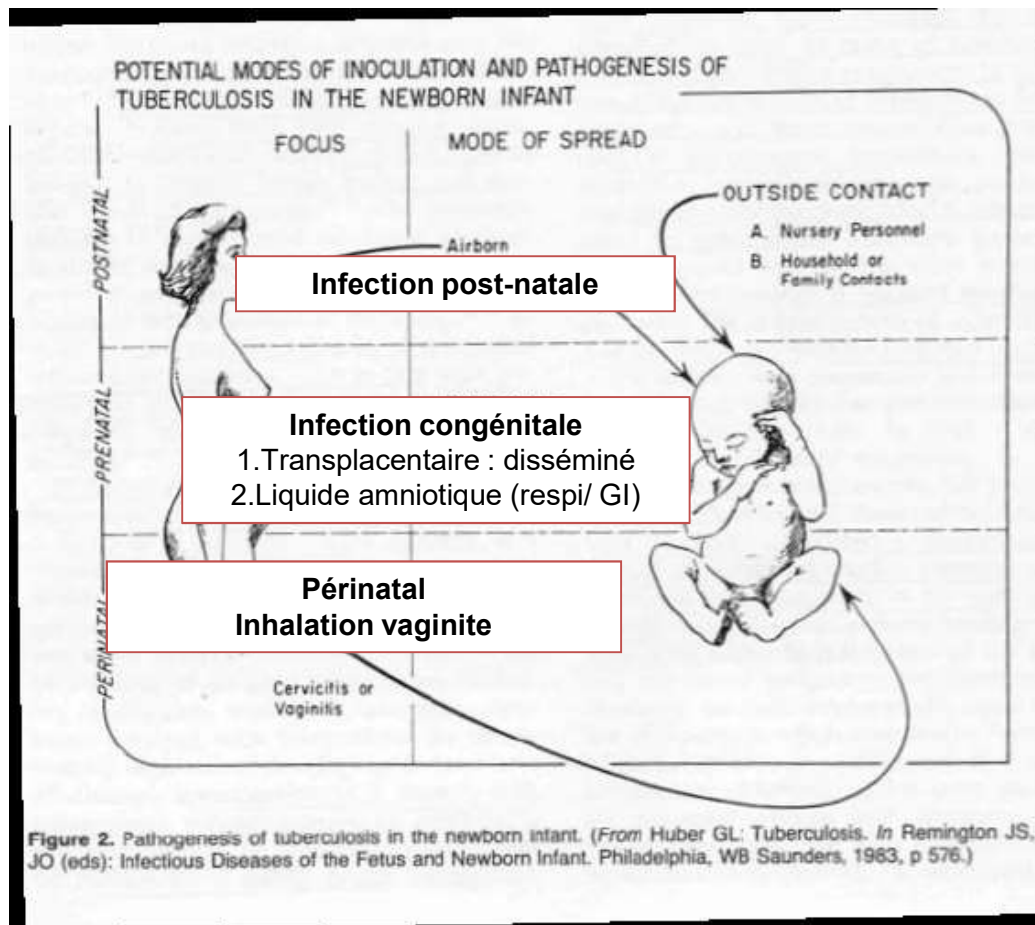 POTENTIAL MODES OF INOCULATION AND PATHOGENESIS OF
TUBERCULOSIS IN THE NEWBORN INFANT
FOCUS
MODE OF SPREAD
POSTNATAL
PRENATAL
PERINATAL
Airborn
OUTSIDE CONTACT
A. Nursery Personnel
B. Household or
Family Contacts
Infection post-natale
Infection congénitale
1.Transplacentaire : disséminé
2.Liquide amniotique (respi/ GI)
Périnatal
Inhalation vaginite
Cervicitis or
Vaginitis
Figure 2. Pathogenesis of tuberculosis in the newborn infant. (From Huber GL: Tuberculosis. In Remington JS,
JO (eds): Infectious Diseases of the Fetus and Newborn Infant. Philadelphia, WB Saunders, 1983, p 576.)